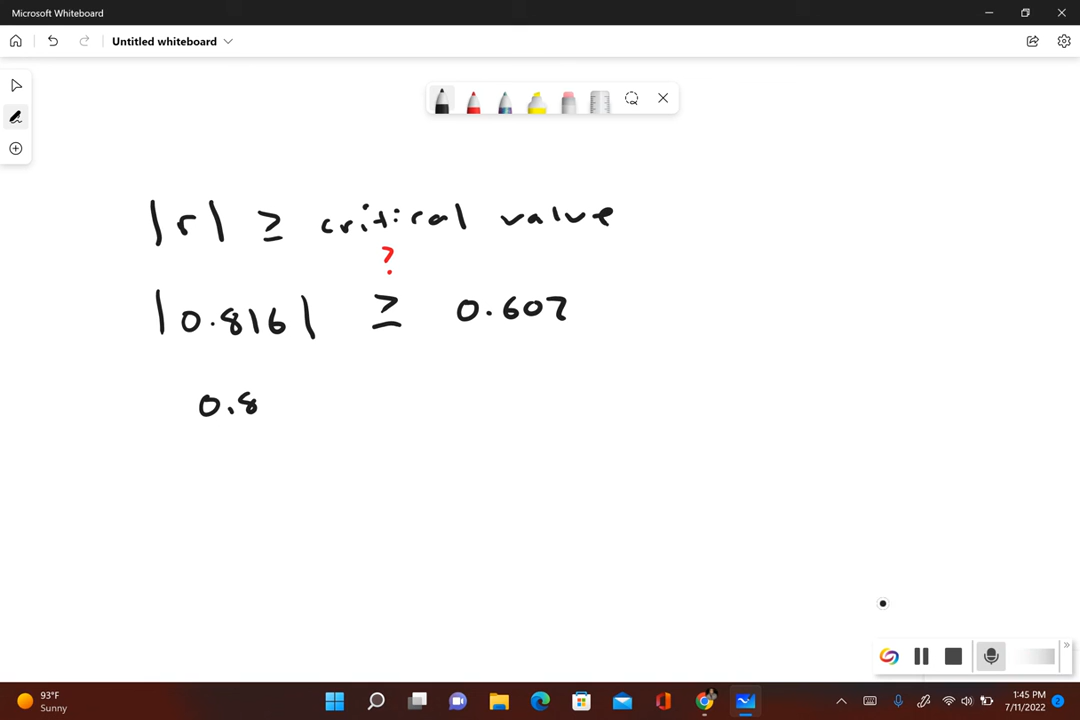 Microsoft Whiteboard
Untitled whiteboard
|r| ≥ critical value
?
|0.816| ≥ 0.602
0.8
93°F
Sunny
1:45 PM
7/11/2022
2